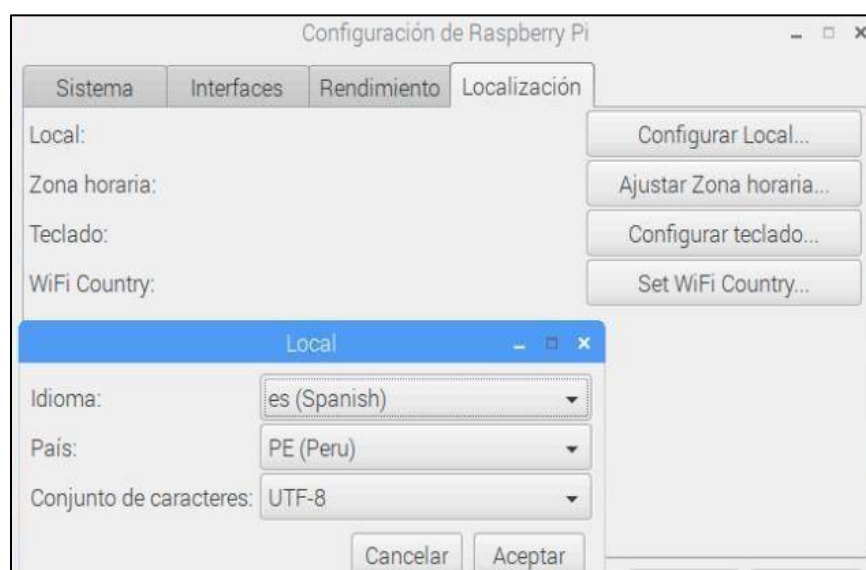 Configuración de Raspberry Pi
Sistema Interfaces Rendimiento Localización
Local: Configurar Local...
Zona horaria: Ajustar Zona horaria...
Teclado: Configurar teclado...
WiFi Country: Set WiFi Country...
Local
Idioma: es (Spanish)
País: PE (Peru)
Conjunto de caracteres: UTF-8
Cancelar Aceptar